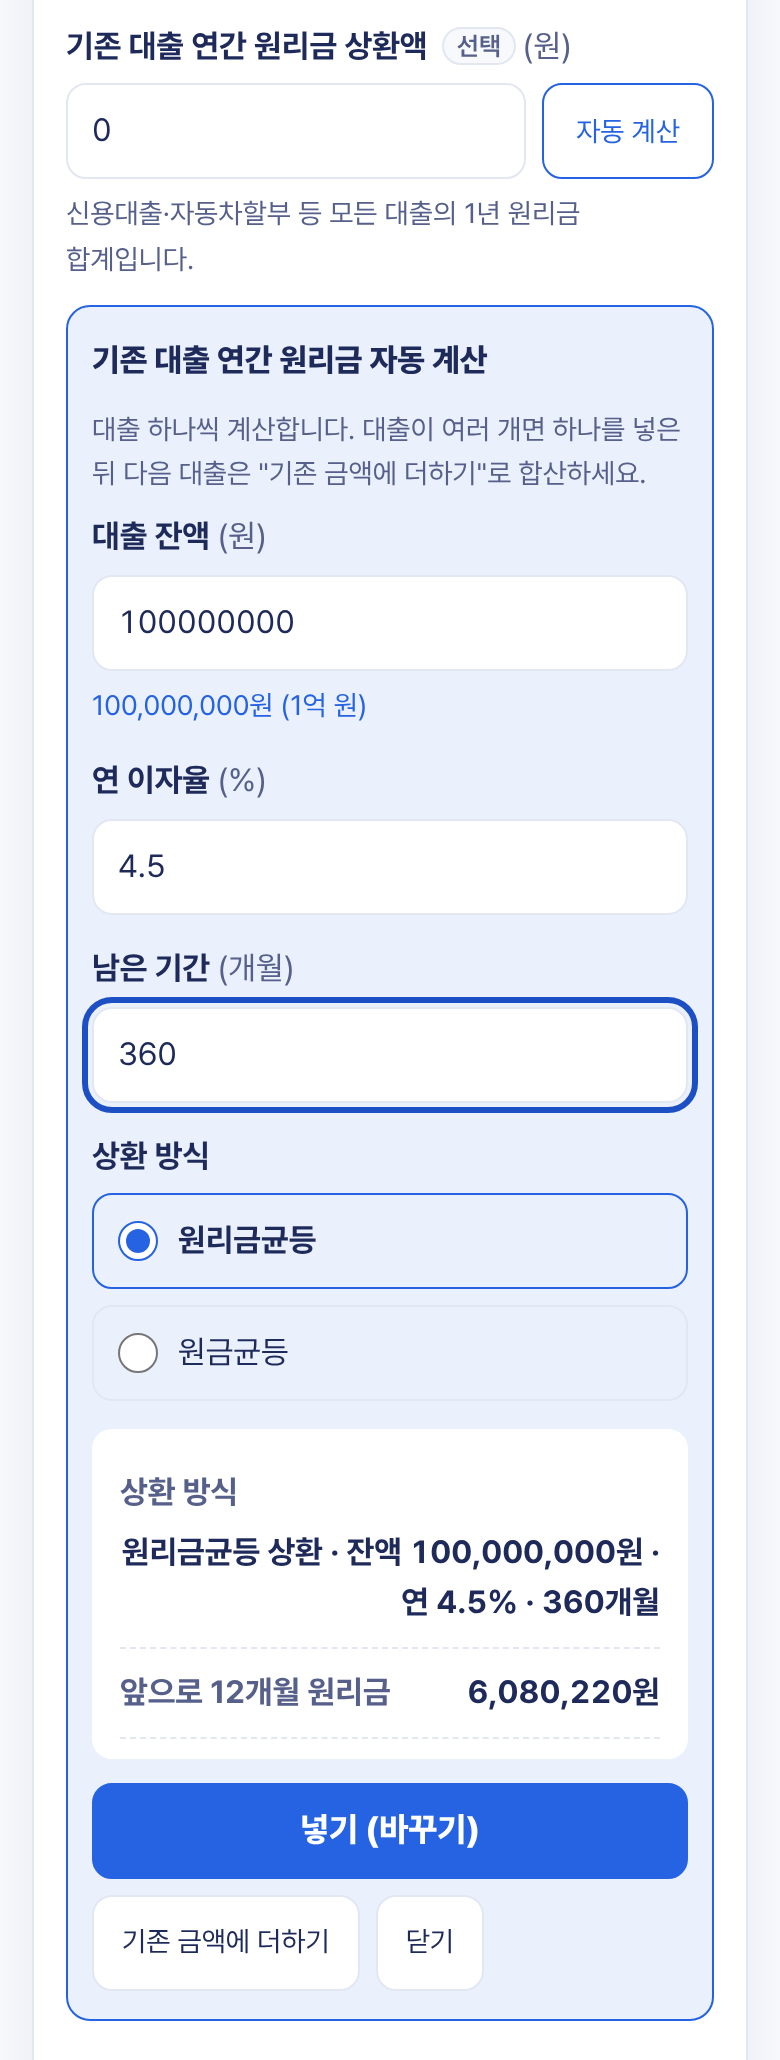 기존 대출 연간 원리금 상환액 선택 (원)
0
자동 계산
신용대출·자동차할부 등 모든 대출의 1년 원리금
합계입니다.
기존 대출 연간 원리금 자동 계산
대출 하나씩 계산합니다. 대출이 여러 개면 하나를 넣은
뒤 다음 대출은 "기존 금액에 더하기"로 합산하세요.
대출 잔액 (원)
100000000
100,000,000원 (1억 원)
연 이자율 (%)
4.5
남은 기간 (개월)
360
상환 방식
원리금균등
원금균등
상환 방식
원리금균등 상환 · 잔액 100,000,000원 ·
연 4.5% · 360개월
앞으로 12개월 원리금 6,080,220원
넣기 (바꾸기)
기존 금액에 더하기
닫기